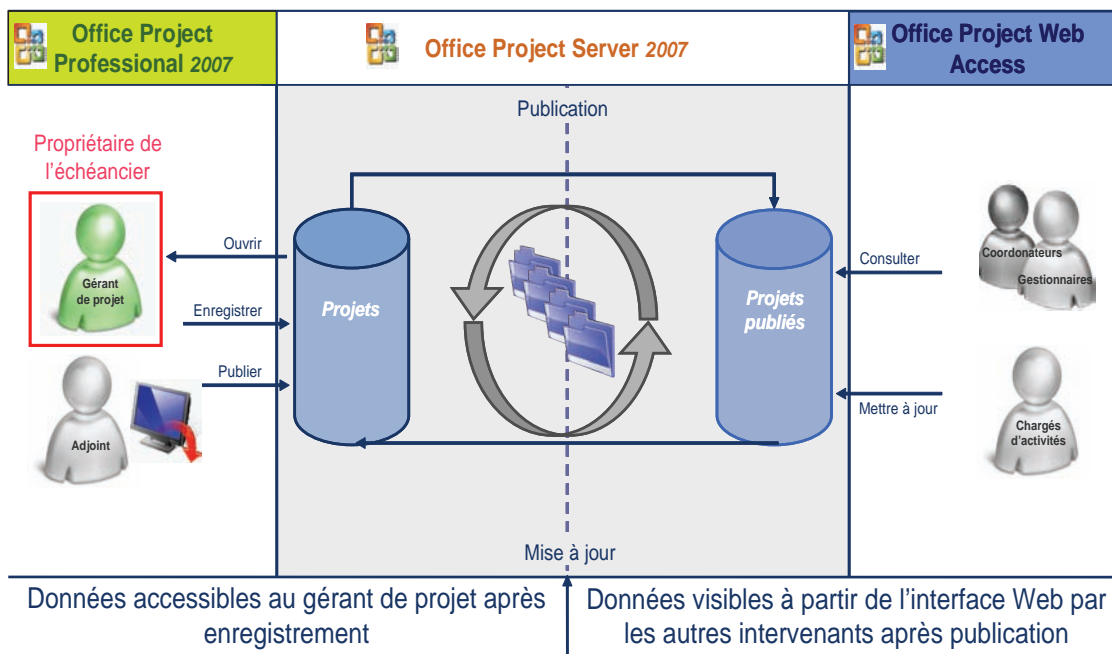 Office Project
Professional 2007
Office Project Server 2007
Office Project Web
Access
Publication
Propriétaire de
l'échéancier
Gérant
de projet
Ouvrir
Enregistrer
Publier
Adjoint
Projets
Projets
publiés
Consulter
Coordonateurs
Gestionnaires
Mettre à jour
Chargés
d'activités
Mise à jour
Données accessibles au gérant de projet après
enregistrement
Données visibles à partir de l'interface Web par
les autres intervenants après publication